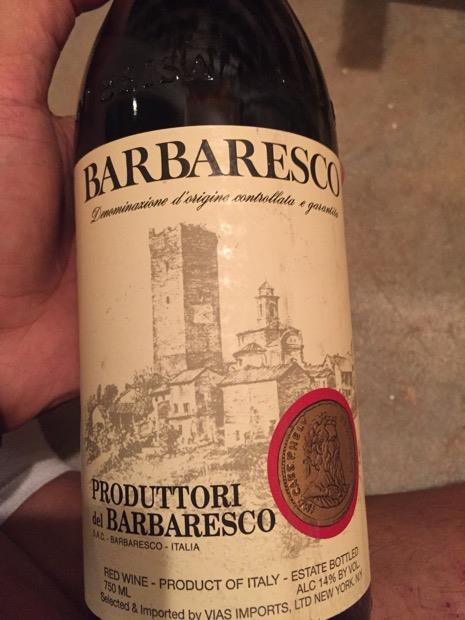 BARBARESCO
Denominazione d'origine controllata e garantita
PRODUTTORI
del BARBARESCO
S.A.C. - BARBARESCO - ITALIA
RED WINE - PRODUCT OF ITALY - ESTATE BOTTLED
750 ML
ALC 14% BY VOL
Selected & Imported by VIAS IMPORTS, LTD NEW YORK, NY